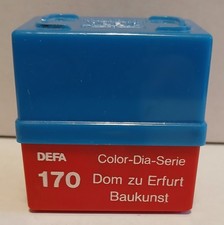 DEFA Color-Dia-Serie
170 Dom zu Erfurt
Baukunst